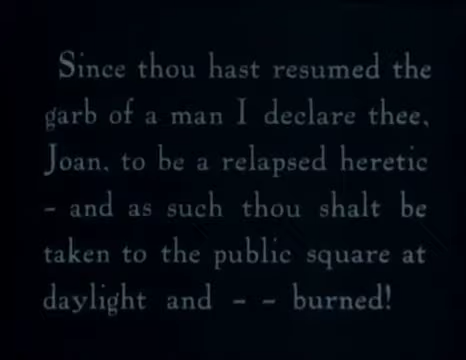 Since thou hast resumed the
garb of a man I declare thee,
Joan, to be a relapsed heretic
- and as such thou shalt be
taken to the public square at
daylight and - - burned!